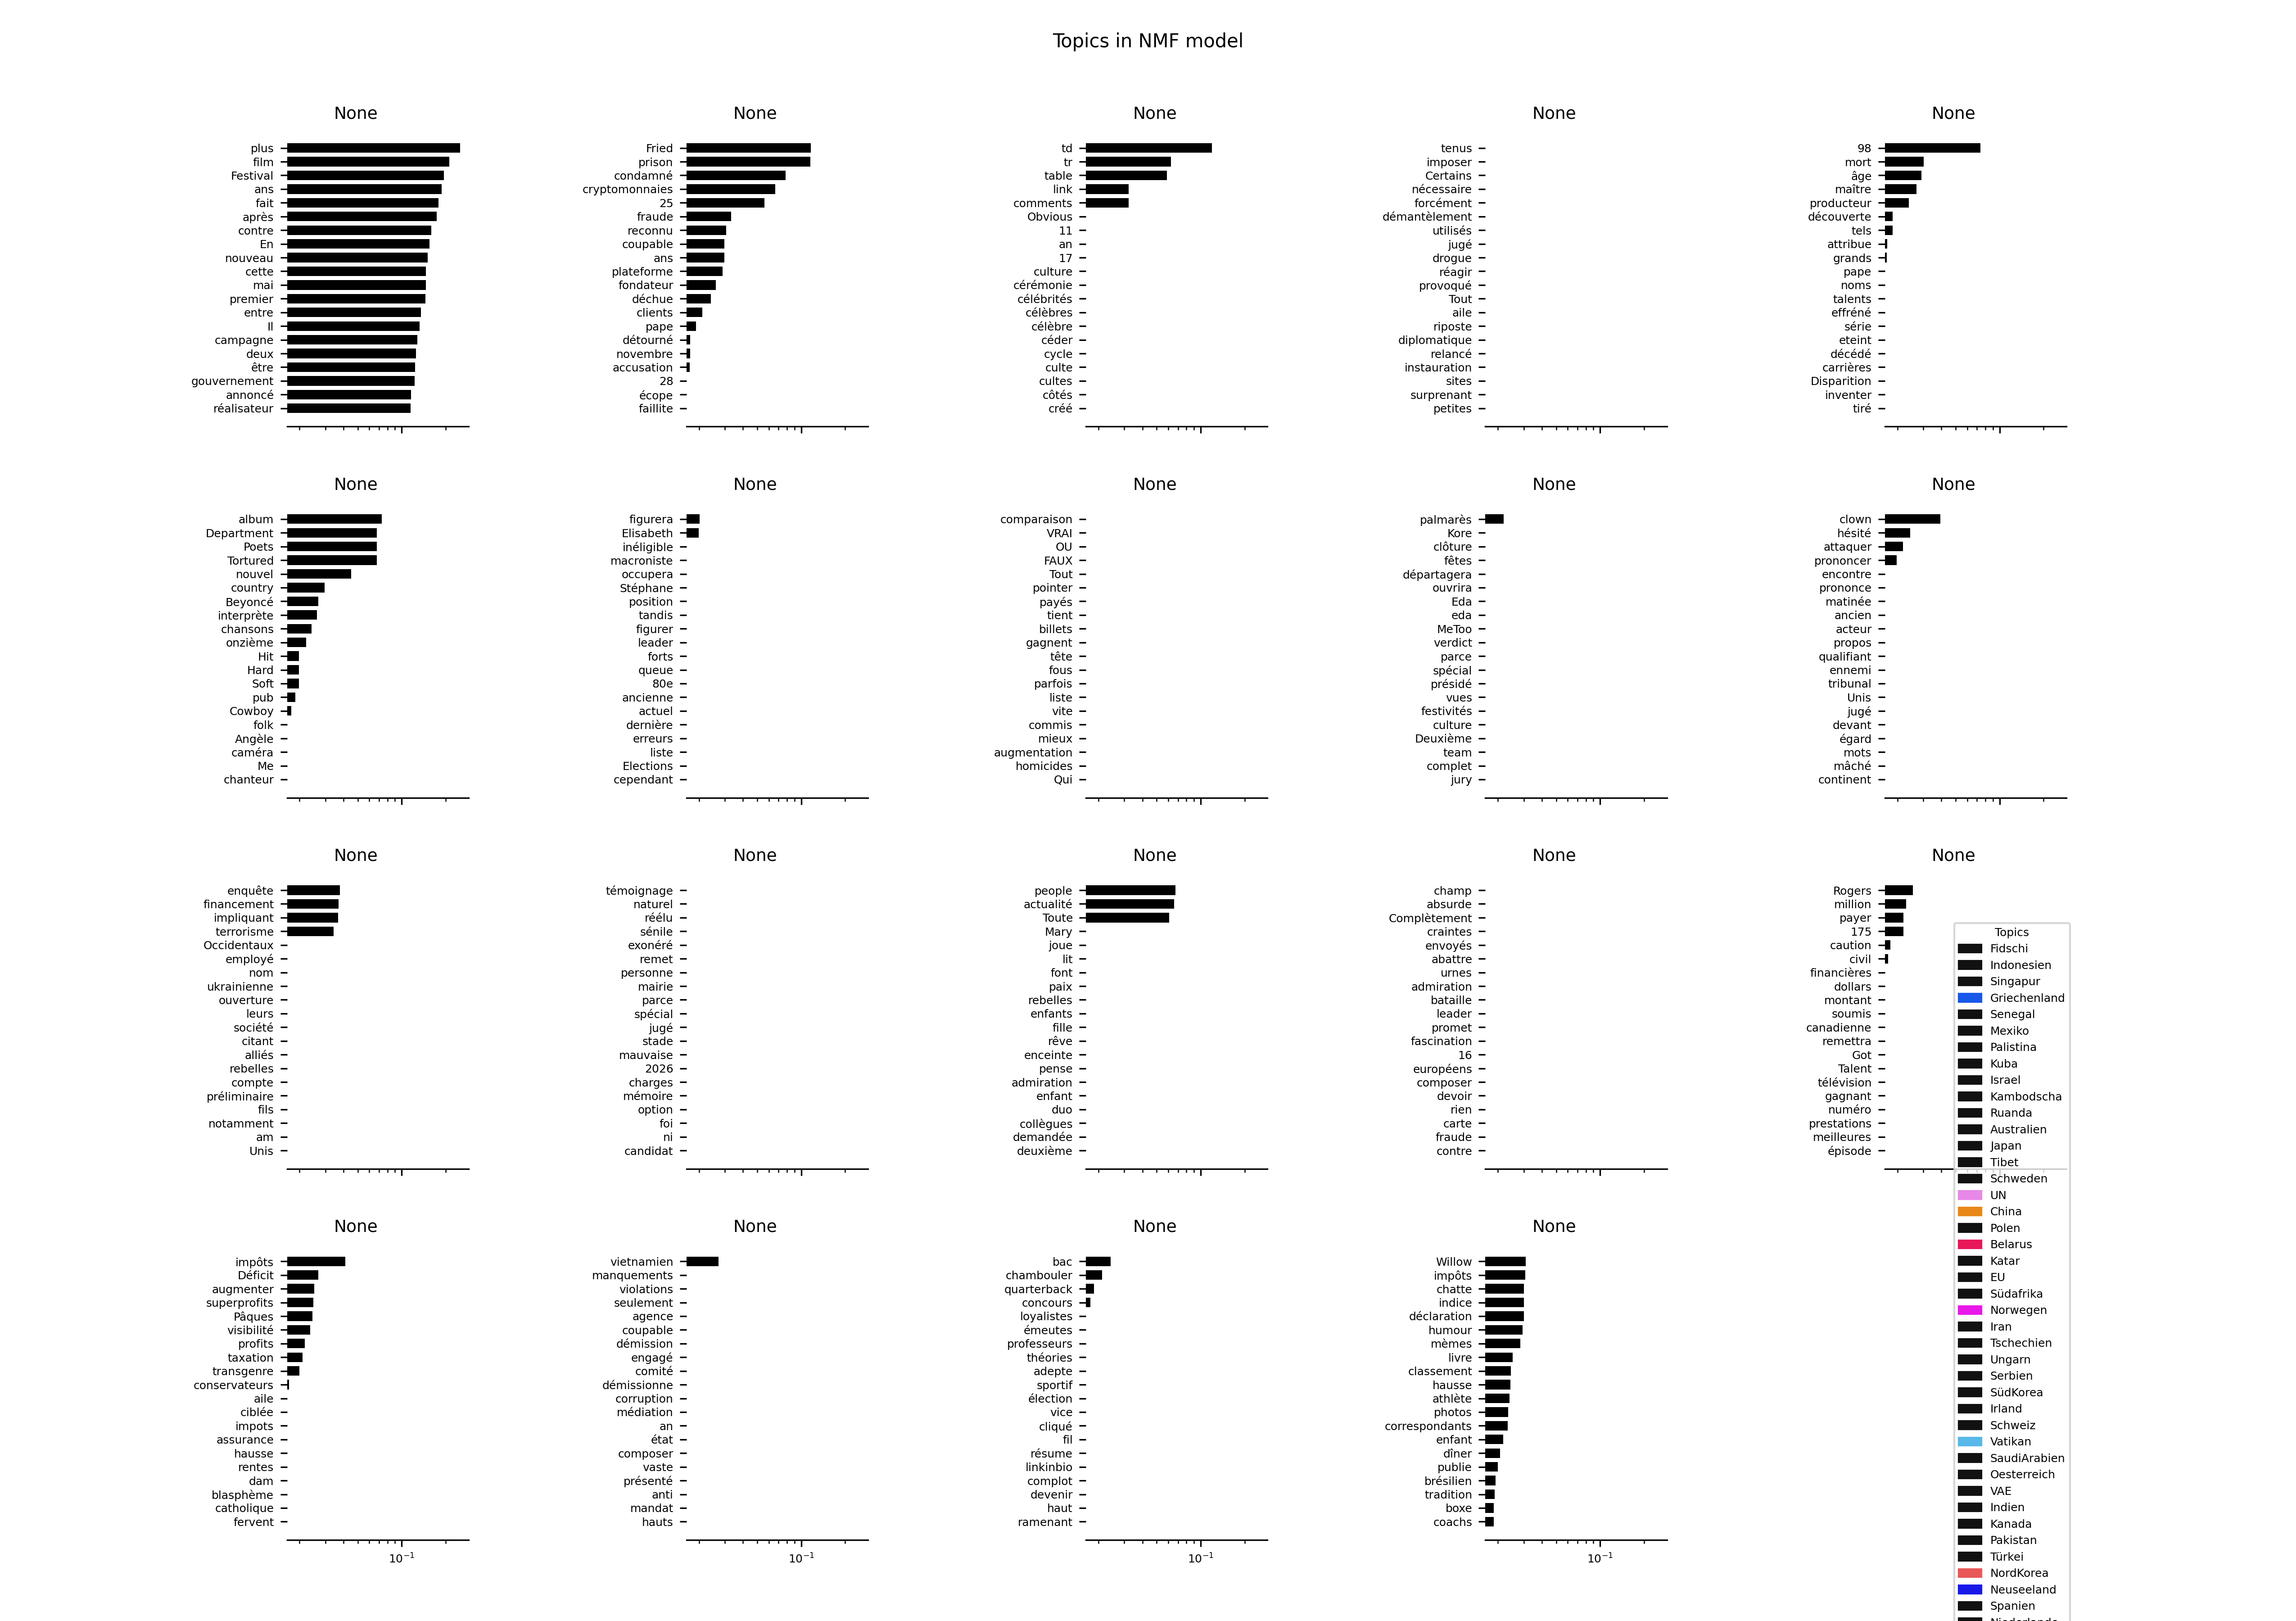 Topics in NMF model
None
plus
film
Festival
ans
fait
après
contre
En
nouveau
cette
mai
premier
entre
Il
campagne
deux
être
gouvernement
annoncé
réalisateur
None
Fried
prison
condamné
cryptomonnaies
25
fraude
reconnu
coupable
ans
plateforme
fondateur
déchue
clients
pape
détourné
novembre
accusation
28
écope
faillite
None
td
tr
table
link
comments
Obvious
11
an
17
culture
cérémonie
célébrités
célèbres
célèbre
céder
cycle
culte
cultes
côtés
créé
None
tenus
imposer
Certains
nécessaire
forcément
démantèlement
utilisés
jugé
drogue
réagir
provoqué
Tout
aile
riposte
diplomatique
relancé
instauration
sites
surprenant
petites
None
98
mort
âge
maître
producteur
découverte
tels
attribue
grands
pape
noms
talents
effréné
série
eteint
décédé
carrières
Disparition
inventer
tiré
None
album
Department
Poets
Tortured
nouvel
country
Beyoncé
interprète
chansons
onzième
Hit
Hard
Soft
pub
Cowboy
folk
Angèle
caméra
Me
chanteur
None
figurera
Elisabeth
inéligible
macroniste
occupera
Stéphane
position
tandis
figurer
leader
forts
queue
80e
ancienne
actuel
dernière
erreurs
liste
Elections
cependant
None
comparaison
VRAI
OU
FAUX
Tout
pointer
payés
tient
billets
gagnent
tête
fous
parfois
liste
vite
commis
mieux
augmentation
homicides
Qui
None
palmarès
Kore
clôture
fêtes
départagera
ouvrira
Eda
eda
MeToo
verdict
parce
spécial
présidé
vues
festivités
culture
Deuxième
team
complet
jury
None
clown
hésité
attaquer
prononcer
encontre
prononce
matinée
ancien
acteur
propos
qualifiant
ennemi
tribunal
Unis
jugé
devant
égard
mots
mâché
continent
None
enquête
financement
impliquant
terrorisme
Occidentaux
employé
nom
ukrainienne
ouverture
leurs
société
citant
alliés
rebelles
compte
préliminaire
fils
notamment
am
Unis
None
témoignage
naturel
réélu
sénile
exonéré
remet
personne
mairie
parce
spécial
jugé
stade
mauvaise
2026
charges
mémoire
option
foi
ni
candidat
None
people
actualité
Toute
Mary
joue
lit
font
paix
rebelles
enfants
fille
rêve
enceinte
pense
admiration
enfant
duo
collègues
demandée
deuxième
None
champ
absurde
Complètement
craintes
envoyés
abattre
urnes
admiration
bataille
leader
promet
fascination
16
européens
composer
devoir
rien
carte
fraude
contre
None
Rogers
million
payer
175
caution
civil
financières
dollars
montant
soumis
canadienne
remettra
Got
Talent
télévision
gagnant
numéro
prestations
meilleures
épisode
None
impôts
Déficit
augmenter
superprofits
Pâques
visibilité
profits
taxation
transgenre
conservateurs
aile
ciblée
impots
assurance
hausse
rentes
dam
blasphème
catholique
fervent
10⁻¹
None
vietnamien
manquements
violations
seulement
agence
coupable
démission
engagé
comité
démissionne
corruption
médiation
an
état
composer
vaste
présenté
anti
mandat
hauts
10⁻¹
None
bac
chambouler
quarterback
concours
loyalistes
émeutes
professeurs
théories
adepte
sportif
élection
vice
cliqué
fil
résume
linkinbio
complot
devenir
haut
ramenant
10⁻¹
None
Willow
impôts
chatte
indice
déclaration
humour
mèmes
livre
classement
hausse
athlète
photos
correspondants
enfant
dîner
publie
brésilien
tradition
boxe
coachs
10⁻¹
Topics
Fidschi
Indonesien
Singapur
Griechenland
Senegal
Mexiko
Palistina
Kuba
Israel
Kambodscha
Ruanda
Australien
Japan
Tibet
Schweden
UN
China
Polen
Belarus
Katar
EU
Südafrika
Norwegen
Iran
Tschechien
Ungarn
Serbien
SüdKorea
Irland
Schweiz
Vatikan
SaudiArabien
Oesterreich
VAE
Indien
Kanada
Pakistan
Türkei
NordKorea
Neuseeland
Spanien